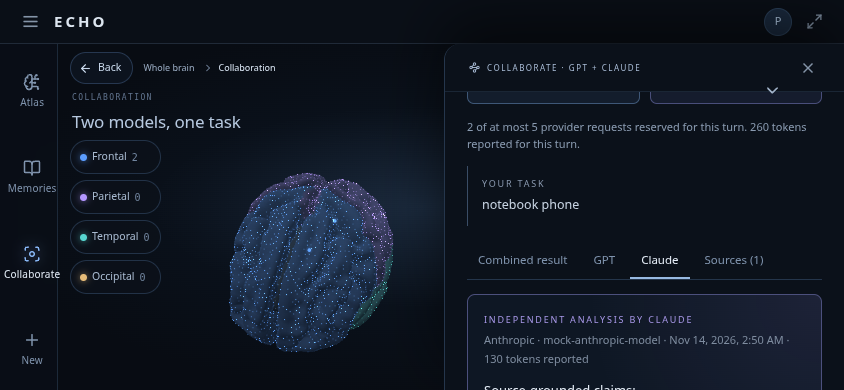 ECHO
P
Atlas
Memories
Collaborate
New
Back
Whole brain
Collaboration
COLLABORATION
Two models, one task
Frontal 2
Parietal 0
Temporal 0
Occipital 0
COLLABORATE · GPT + CLAUDE
2 of at most 5 provider requests reserved for this turn. 260 tokens
reported for this turn.
YOUR TASK
notebook phone
Combined result GPT Claude Sources (1)
INDEPENDENT ANALYSIS BY CLAUDE
Anthropic · mock-anthropic-model · Nov 14, 2026, 2:50 AM ·
130 tokens reported
Source-grounded claims: